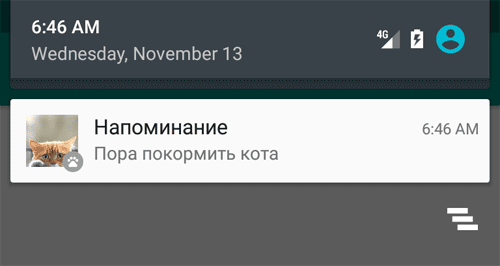 6:46 AM
Wednesday, November 13
4G
Напоминание
6:46 AM
Пора покормить кота